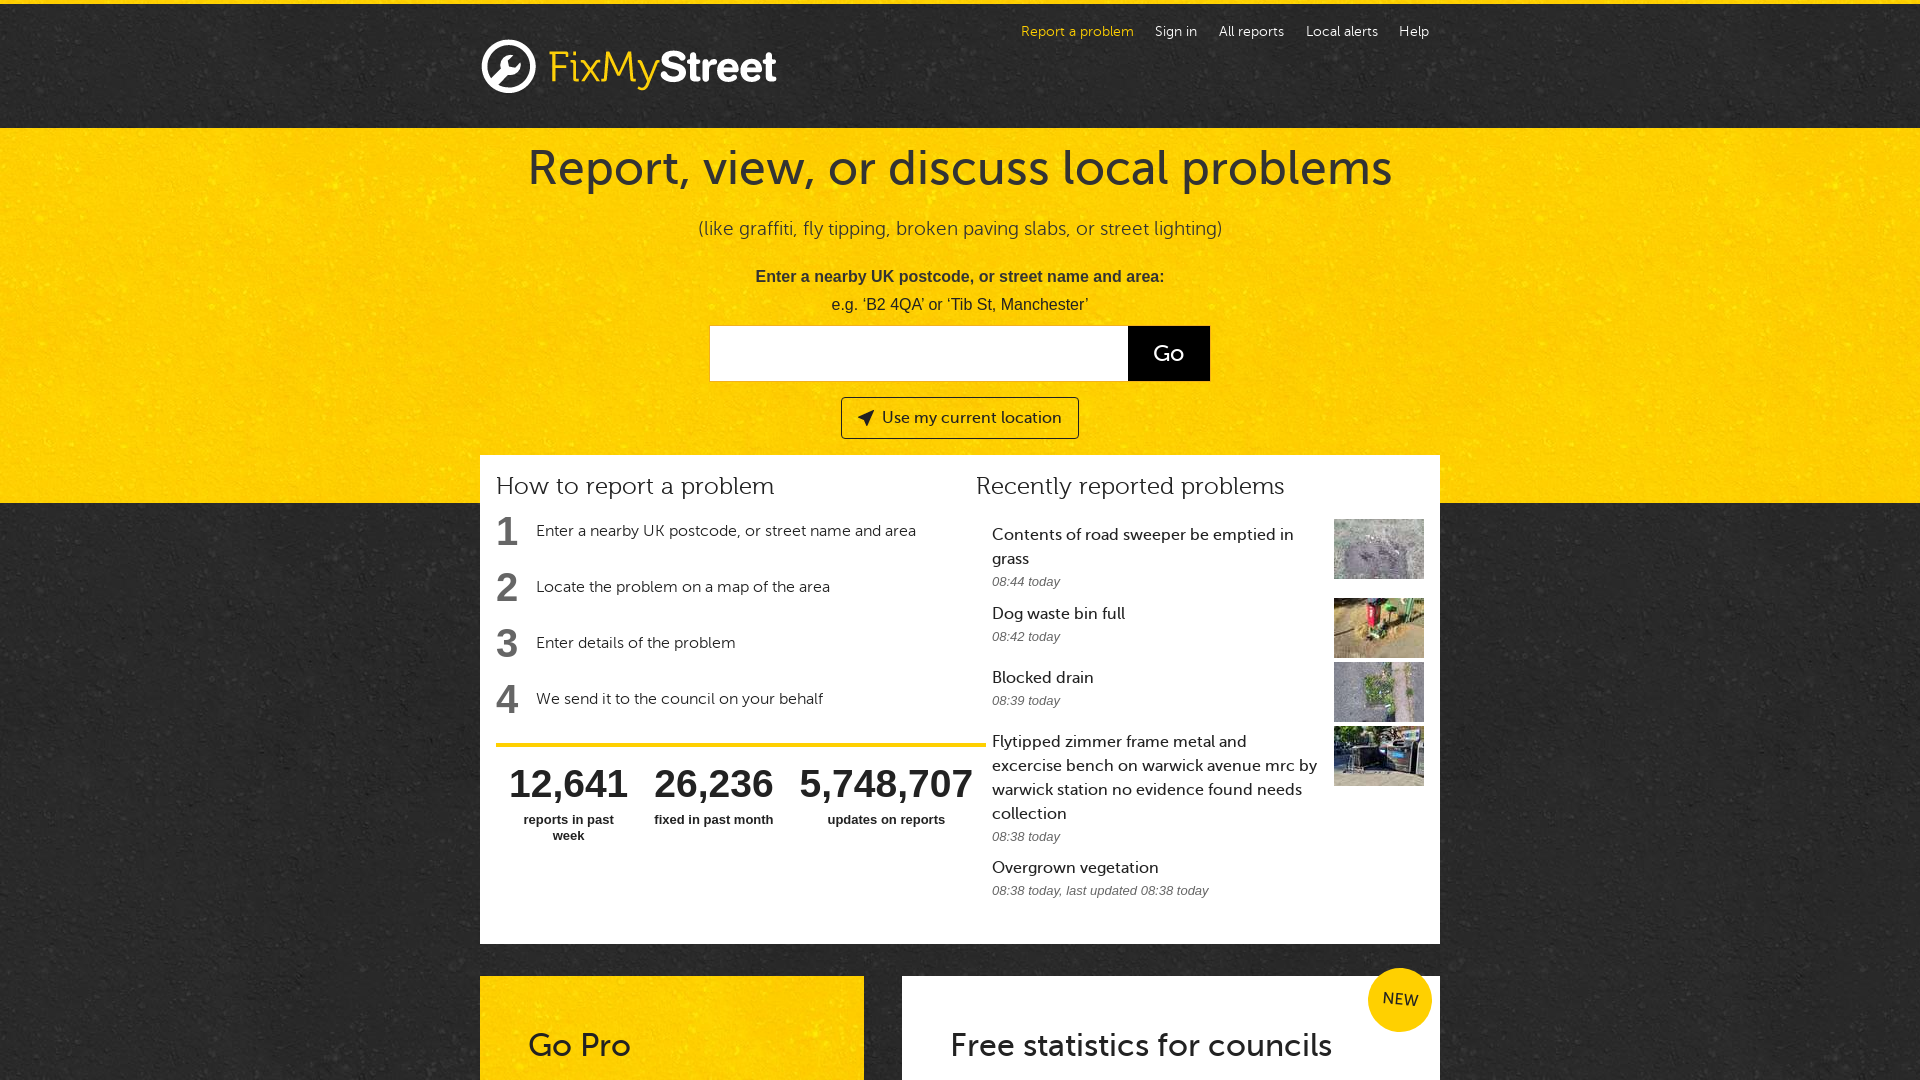 Report a problem
Sign in
All reports
Local alerts
Help
FixMyStreet
Report, view, or discuss local problems
(like graffiti, fly tipping, broken paving slabs, or street lighting)
Enter a nearby UK postcode, or street name and area:
e.g. ‘B2 4QA’ or ‘Tib St, Manchester’
Go
Use my current location
How to report a problem
1 Enter a nearby UK postcode, or street name and area
2 Locate the problem on a map of the area
3 Enter details of the problem
4 We send it to the council on your behalf
12,641
reports in past
week
26,236
fixed in past month
5,748,707
updates on reports
Recently reported problems
Contents of road sweeper be emptied in
grass
08:44 today
Dog waste bin full
08:42 today
Blocked drain
08:39 today
Flytipped zimmer frame metal and
excercise bench on warwick avenue mrc by
warwick station no evidence found needs
collection
08:38 today
Overgrown vegetation
08:38 today, last updated 08:38 today
Go Pro
NEW
Free statistics for councils